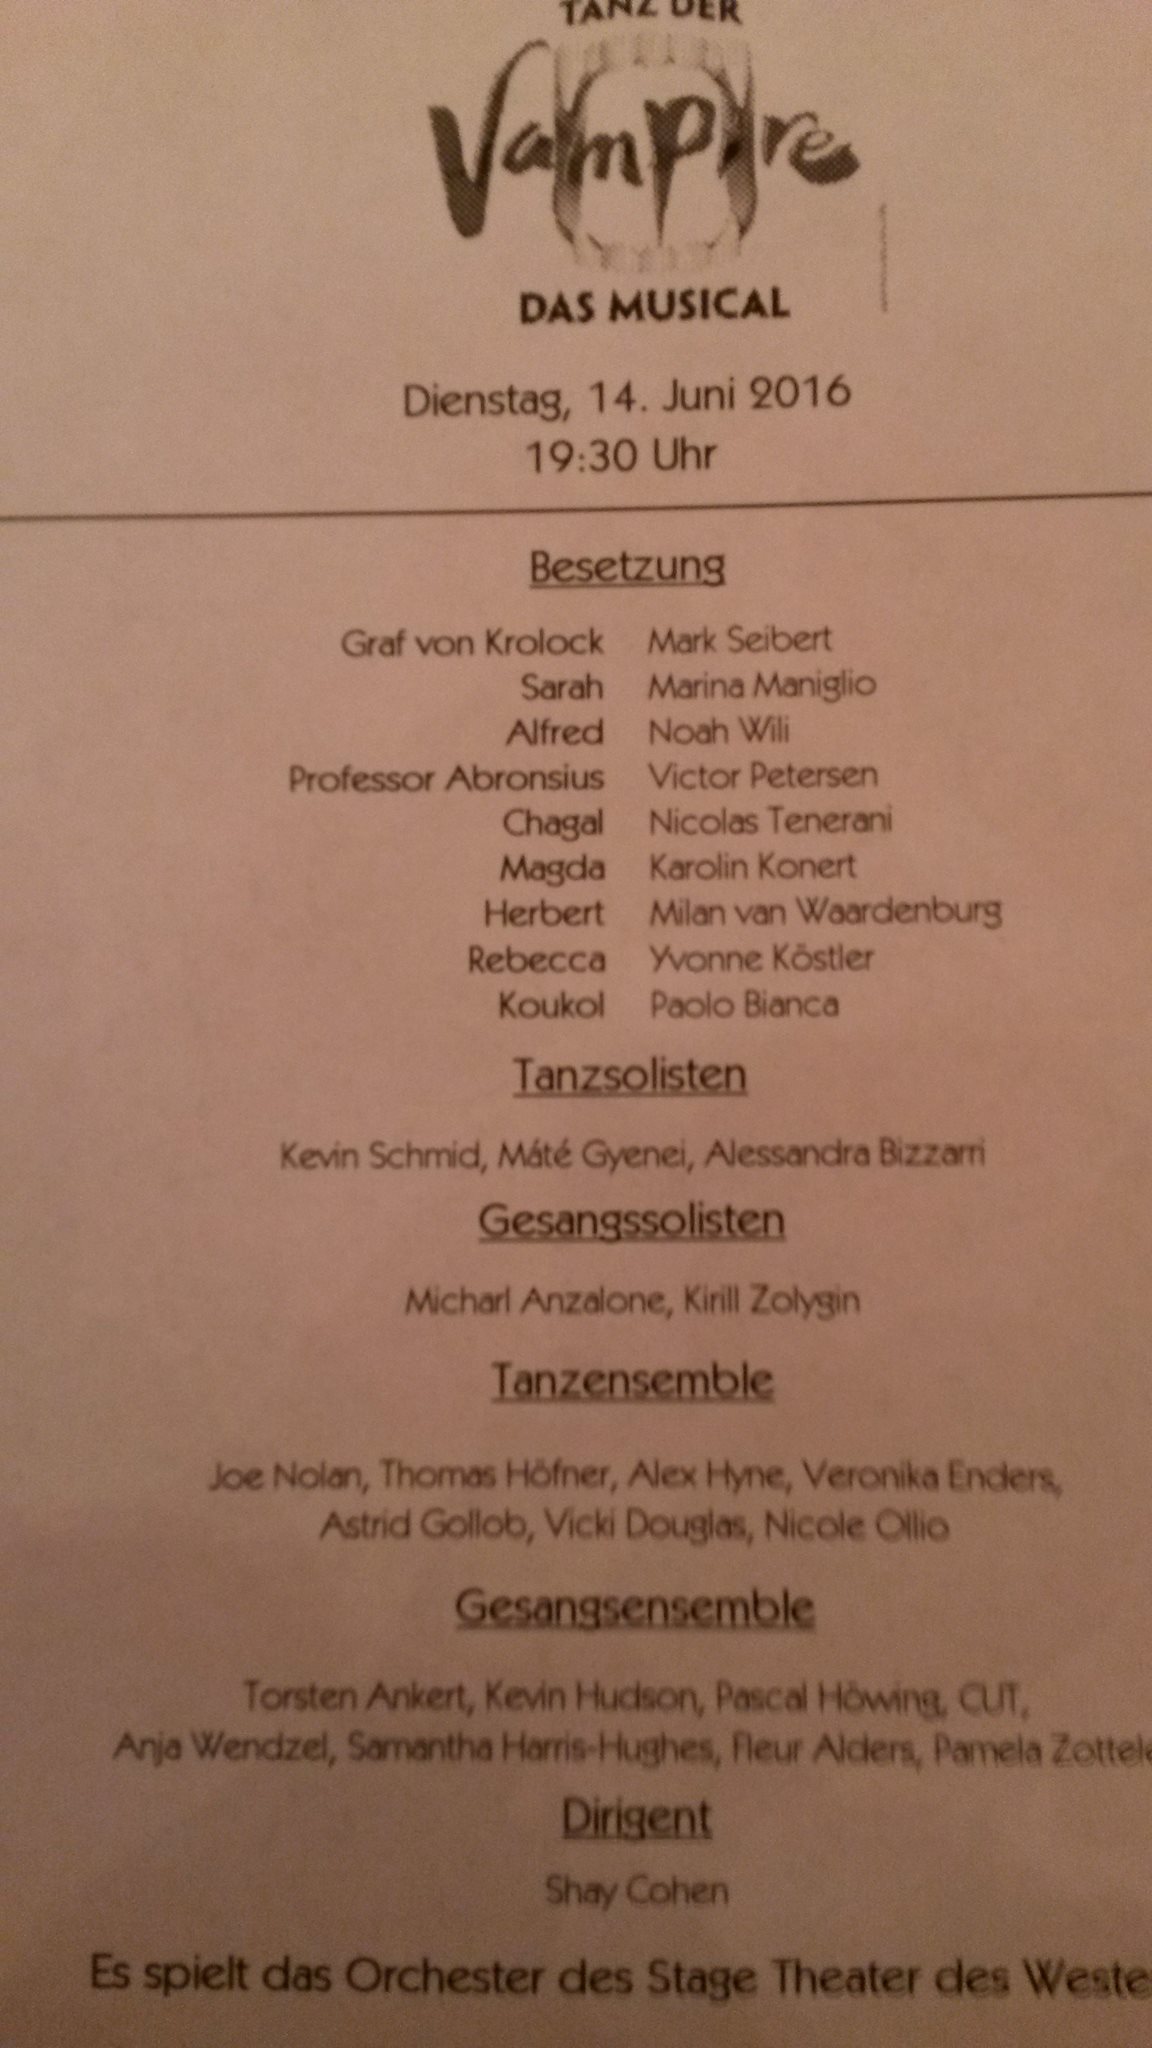 TANZ DER
Vampire
DAS MUSICAL
Dienstag, 14. Juni 2016
19:30 Uhr
Besetzung
Graf von Krolock Mark Seibert
Sarah Marina Maniglio
Alfred Noah Wili
Professor Abronsius Victor Petersen
Chagal Nicolas Tenerani
Magda Karolin Konert
Herbert Milan van Waardenburg
Rebecca Yvonne Köstler
Koukol Paolo Bianca
Tanzsolisten
Kevin Schmid, Máté Gyenei, Alessandra Bizzarri
Gesangssolisten
Micharl Anzalone, Kirill Zolygin
Tanzensemble
Joe Nolan, Thomas Höfner, Alex Hyne, Veronika Enders,
Astrid Gollob, Vicki Douglas, Nicole Ollio
Gesangsensemble
Torsten Ankert, Kevin Hudson, Pascal Höwing, CUT,
Anja Wendzel, Samantha Harris-Hughes, Fleur Alders, Pamela
Dirigent
Shay Cohen
Es spielt das Orchester des Stage Theater des